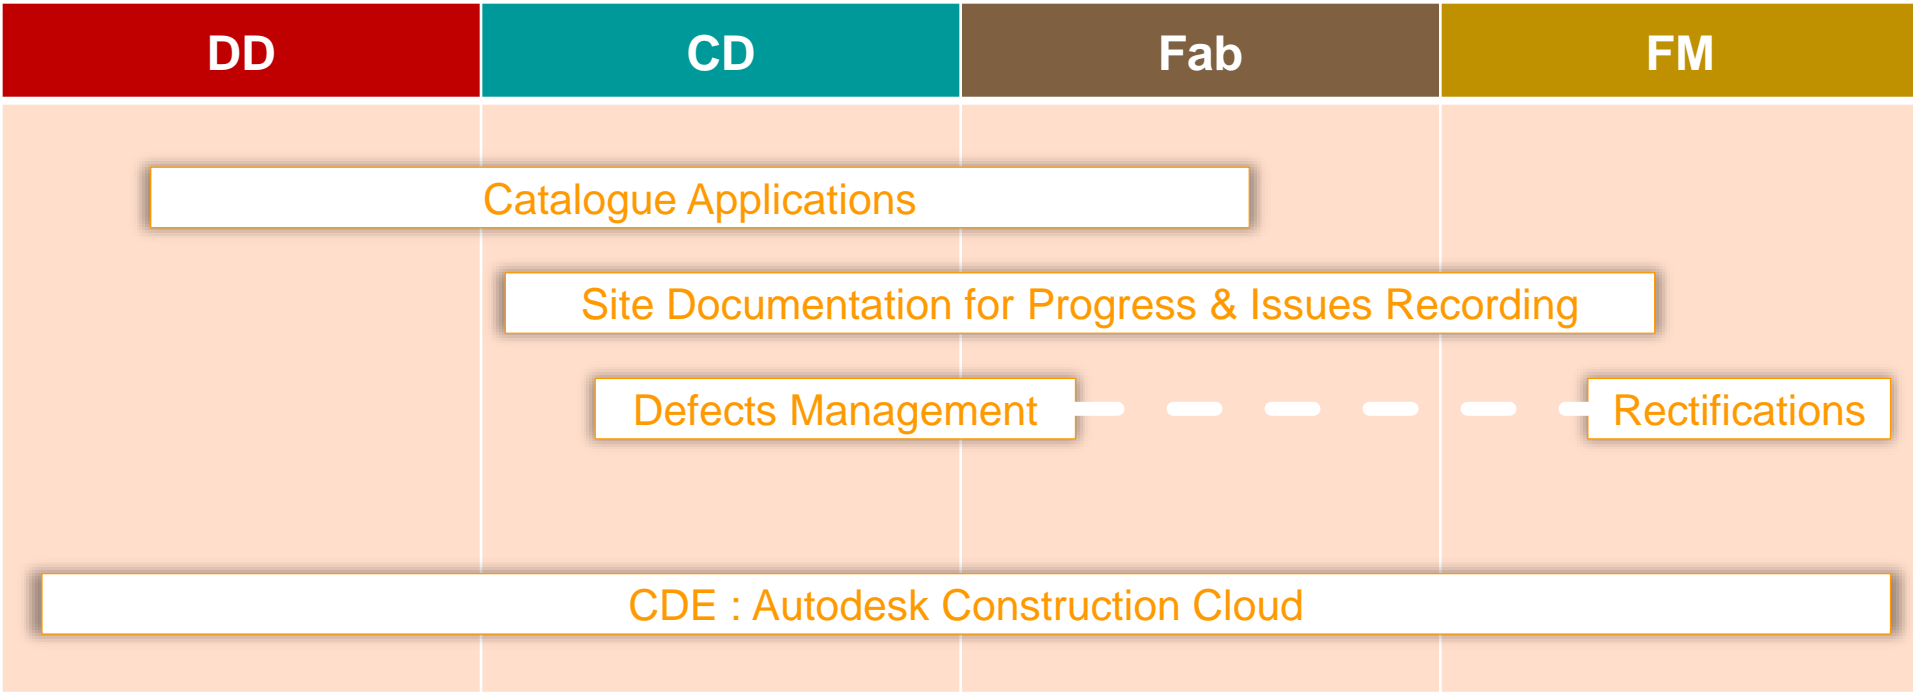 DD
CD
Fab
FM
Catalogue Applications
Site Documentation for Progress & Issues Recording
Defects Management
Rectifications
CDE : Autodesk Construction Cloud